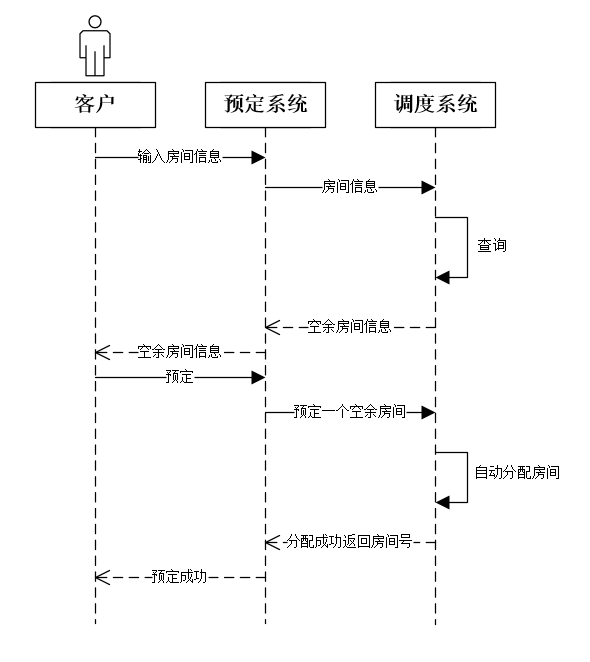 客户
预定系统
调度系统
输入房间信息
房间信息
查询
空余房间信息
空余房间信息
预定
预定一个空余房间
自动分配房间
分配成功返回房间号
预定成功